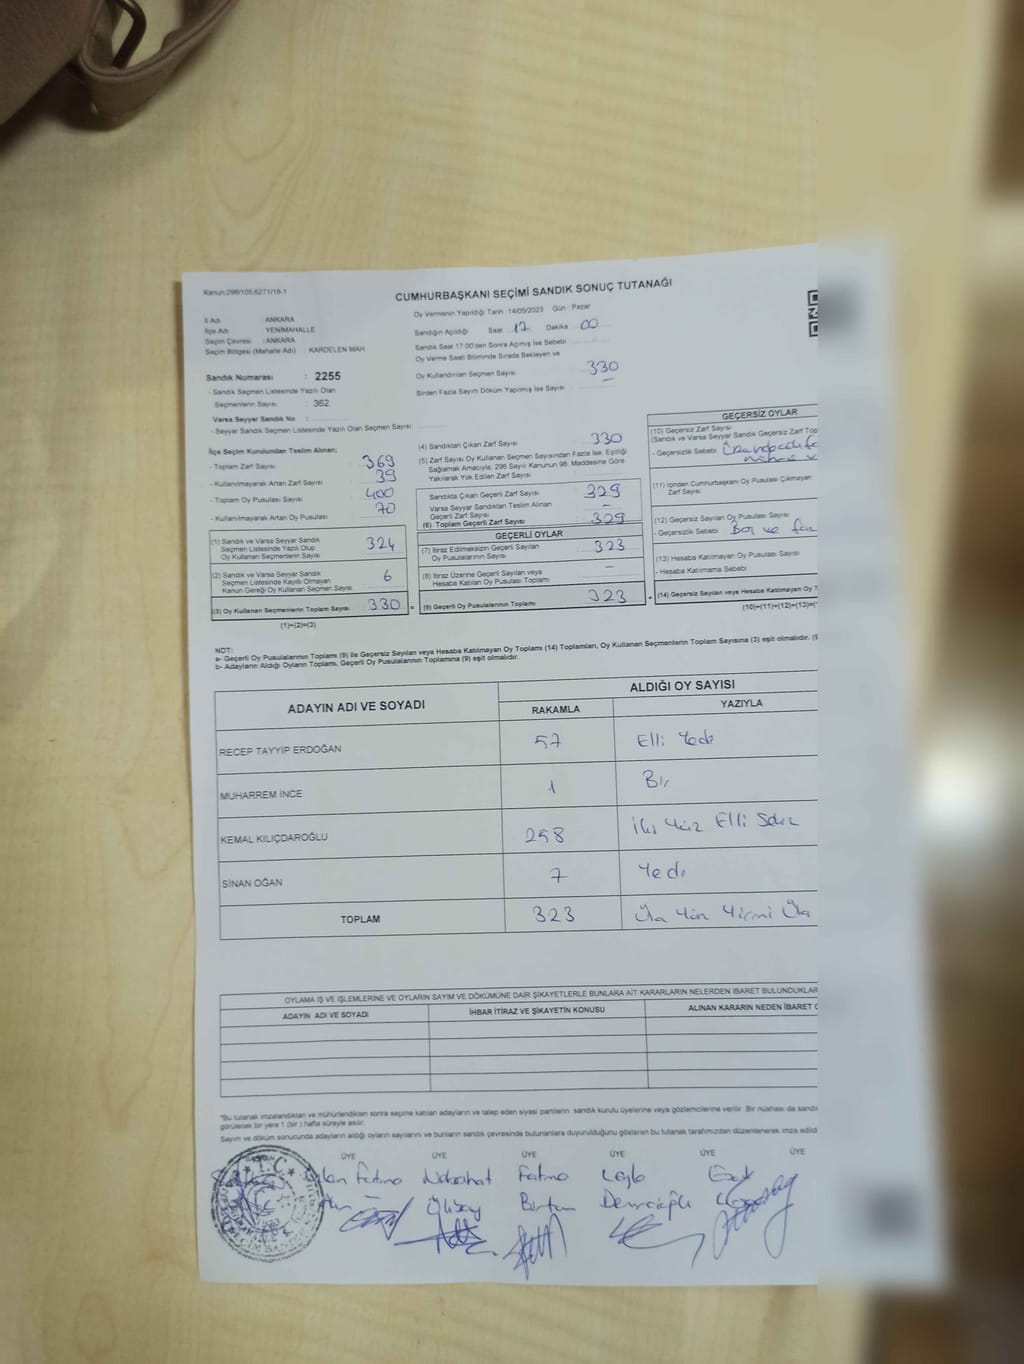 Kanun:298/105;6271/18-1
CUMHURBAŞKANI SEÇİMİ SANDIK SONUÇ TUTANAĞI
İl Adı : ANKARA
İlçe Adı : YENİMAHALLE
Seçim Çevresi : ANKARA
Seçim Bölgesi (Mahalle Adı) : KARDELEN MAH.
Sandık Numarası : 2255
- Sandık Seçmen Listesinde Yazılı Olan
Seçmenlerin Sayısı : 362
Varsa Seyyar Sandık No :
- Seyyar Sandık Seçmen Listesinde Yazılı Olan Seçmen Sayısı :
Oy Vermenin Yapıldığı Tarih : 14/05/2023 Gün : Pazar
Sandığın Açıldığı Saat 17 Dakika 00
Sandık Saat 17:00'den Sonra Açılmış İse Sebebi
Oy Verme Saati Bitiminde Sırada Bekleyen ve
Oy Kullandırılan Seçmen Sayısı 330
Birden Fazla Sayım Döküm Yapılmış İse Sayısı : —
İlçe Seçim Kurulundan Teslim Alınan;
- Toplam Zarf Sayısı 369
- Kullanılmayarak Artan Zarf Sayısı 39
- Toplam Oy Pusulası Sayısı 400
- Kullanılmayarak Artan Oy Pusulası 70
(1) Sandık ve Varsa Seyyar Sandık
Seçmen Listesinde Yazılı Olup
Oy Kullanan Seçmenlerin Sayısı 324
(2) Sandık ve Varsa Seyyar Sandık
Seçmen Listesinde Kayıtlı Olmayan
Kanun Gereği Oy Kullanan Seçmen Sayısı 6
(3) Oy Kullanan Seçmenlerin Toplam Sayısı 330 =
(1)+(2)=(3)
(4) Sandıktan Çıkan Zarf Sayısı 330
(5) Zarf Sayısı Oy Kullanan Seçmen Sayısından Fazla İse, Eşitliği
Sağlamak Amacıyla, 298 Sayılı Kanunun 98. Maddesine Göre
Yakılarak Yok Edilen Zarf Sayısı
Sandıkta Çıkan Geçerli Zarf Sayısı 329
Varsa Seyyar Sandıktan Teslim Alınan
Geçerli Zarf Sayısı —
(6) Toplam Geçerli Zarf Sayısı 329
GEÇERLİ OYLAR
(7) İtiraz Edilmeksizin Geçerli Sayılan
Oy Pusulalarının Sayısı 323
(8) İtiraz Üzerine Geçerli Sayılan veya
Hesaba Katılan Oy Pusulası Toplamı —
(9) Geçerli Oy Pusulalarının Toplamı 323 +
GEÇERSİZ OYLAR
(10) Geçersiz Zarf Sayısı
(Sandık ve Varsa Seyyar Sandık Geçersiz Zarf Top
- Geçersizlik Sebebi
(11) İçinden Cumhurbaşkanı Oy Pusulası Çıkmayan
Zarf Sayısı
(12) Geçersiz Sayılan Oy Pusulası Sayısı
- Geçersizlik Sebebi : Boş ve
(13) Hesaba Katılmayan Oy Pusulası Sayısı
- Hesaba Katılmama Sebebi
(14) Geçersiz Sayılan veya Hesaba Katılmayan Oy T
(10)+(11)+(12)+(13)=(
NOT:
a- Geçerli Oy Pusulalarının Toplamı (9) ile Geçersiz Sayılan veya Hesaba Katılmayan Oy Toplamı (14) Toplamları, Oy Kullanan Seçmenlerin Toplam Sayısına (3) eşit olmalıdır.
b- Adayların Aldığı Oyların Toplamı, Geçerli Oy Pusulalarının Toplamına (9) eşit olmalıdır.
ADAYIN ADI VE SOYADI ALDIĞI OY SAYISI
RAKAMLA YAZIYLA
RECEP TAYYİP ERDOĞAN 57 Elli Yedi
MUHARREM İNCE 1 Bir
KEMAL KILIÇDAROĞLU 258 İki Yüz Elli Sekiz
SİNAN OĞAN 7 Yedi
TOPLAM 323 Üç Yüz Yirmi Üç
OYLAMA İŞ VE İŞLEMLERİNE VE OYLARIN SAYIM VE DÖKÜMÜNE DAİR ŞİKAYETLERLE BUNLARA AİT KARARLARIN NELERDEN İBARET BULUNDUKLAR
ADAYIN ADI VE SOYADI İHBAR İTİRAZ VE ŞİKAYETİN KONUSU ALINAN KARARIN NEDEN İBARET
*Bu tutanak imzalandıktan ve mühürlendikten sonra seçime katılan adayların ve talep eden siyasi partilerin sandık kurulu üyelerine veya gözlemcilerine verilir. Bir nüshası da sandı
görülecek bir yere 1 (bir) hafta süreyle asılır.
Sayım ve döküm sonucunda adayların aldığı oyların sayılarını ve bunların sandık çevresinde bulunanlara duyurulduğunu gösteren bu tutanak tarafımızdan düzenlenerek imza edild
ÜYE ÜYE ÜYE ÜYE ÜYE ÜYE
Fatma Fatma
T.C.